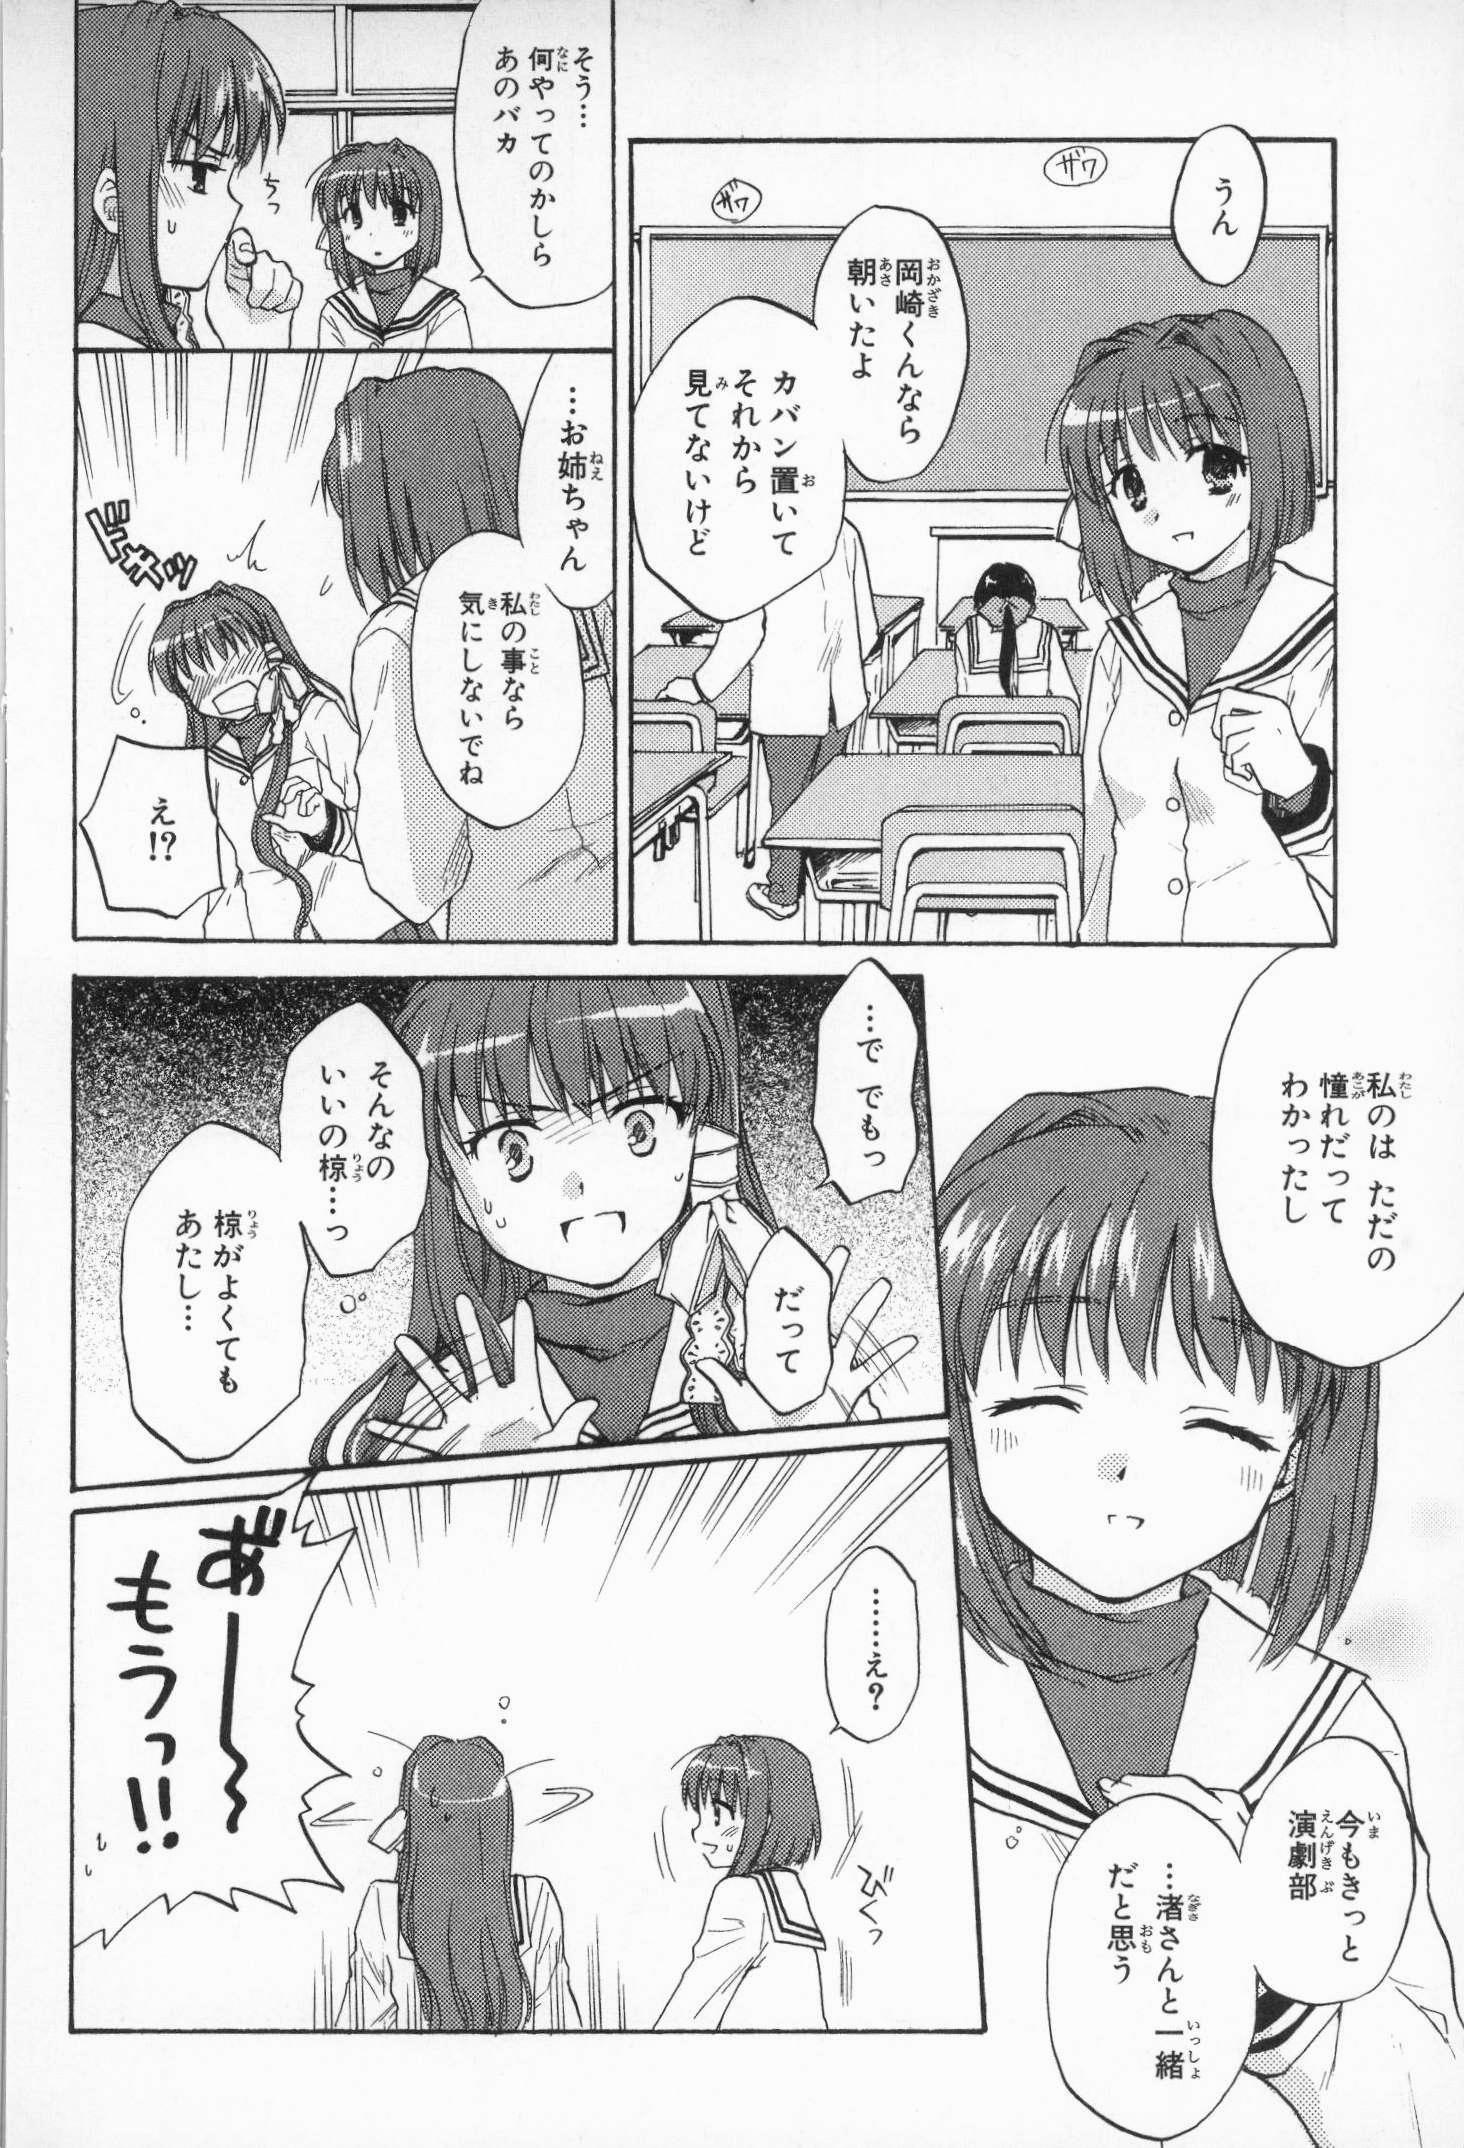 うん
ザワ
ザワ
岡崎くんなら
朝いたよ
カバン置いて
それから
見てないけど
そう…
何やってのかしら
あのバカ
ちっ
…お姉ちゃん
私の事なら
気にしないでね
ビクゥッ
え!?
私のは ただの
憧れだって
わかったし
今もきっと
演劇部
…渚さんと一緒
だと思う
…で でもっ
だって
そんなの
いいの椋…っ
椋がよくても
あたし…
………え?
びくっ
あ〜〜
もうっ!!